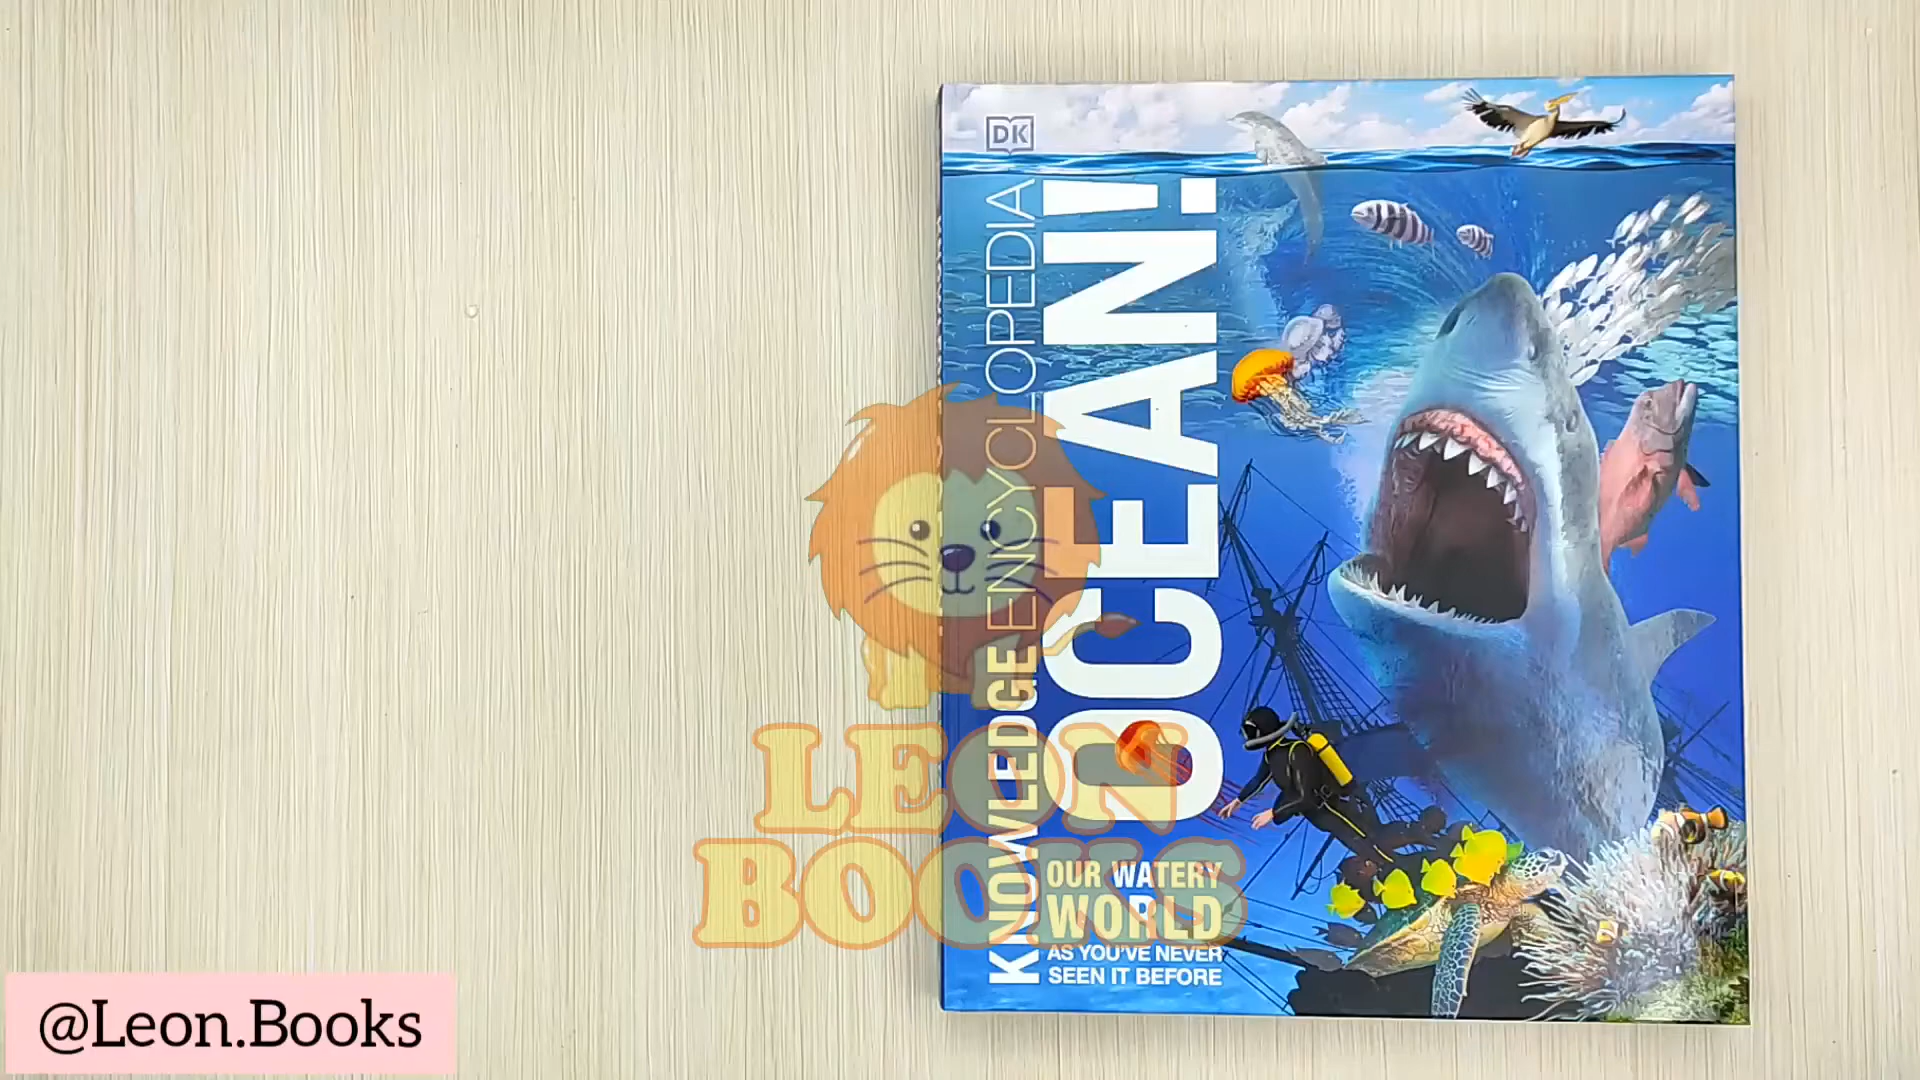 DK
KNOWLEDGE ENCYCLOPEDIA
OCEAN!
OUR WATERY
WORLD
AS YOU'VE NEVER
SEEN IT BEFORE
LEON
BOOKS
@Leon.Books